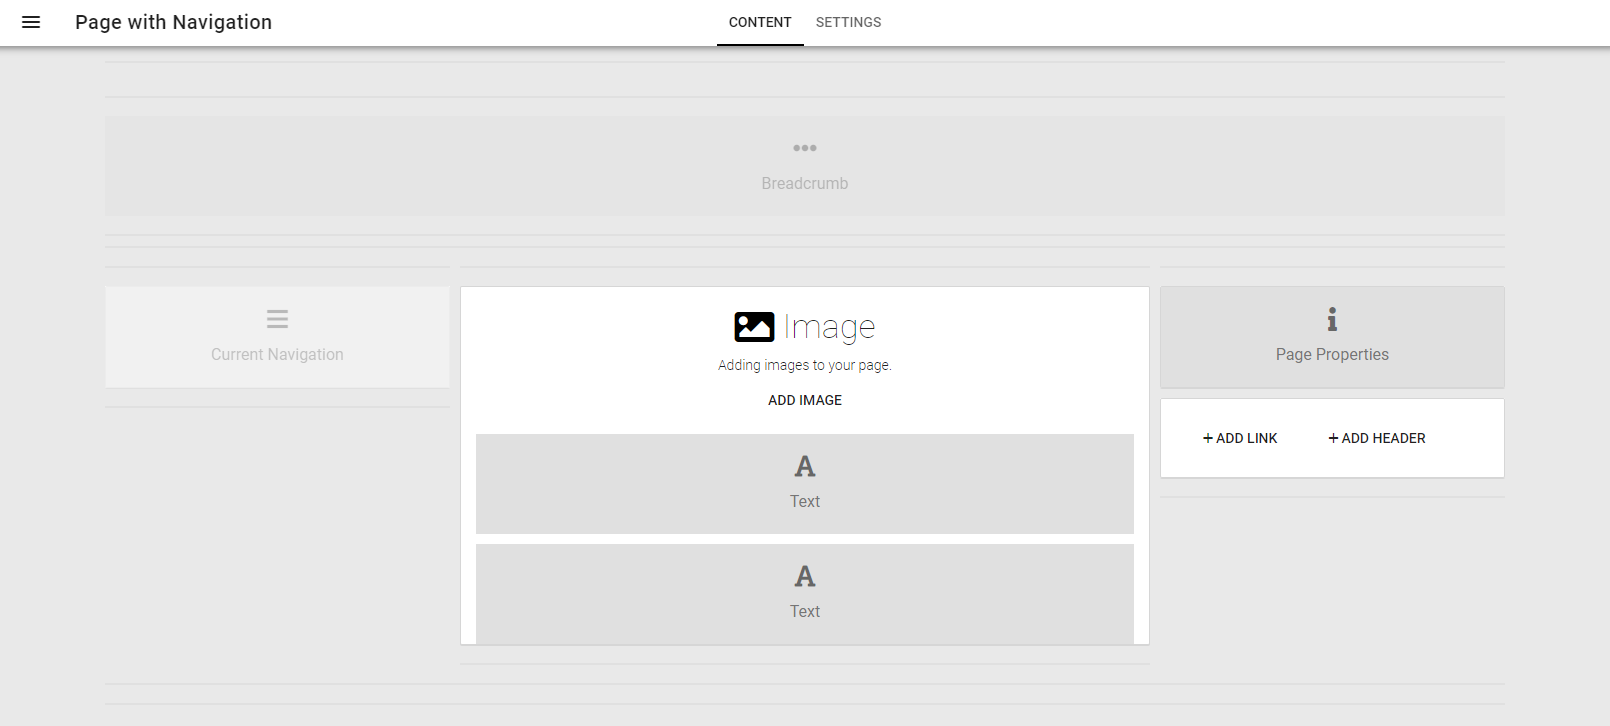 Page with Navigation
CONTENT
SETTINGS
Breadcrumb
Current Navigation
Image
Adding images to your page.
ADD IMAGE
A
Text
A
Text
Page Properties
+ ADD LINK
+ ADD HEADER